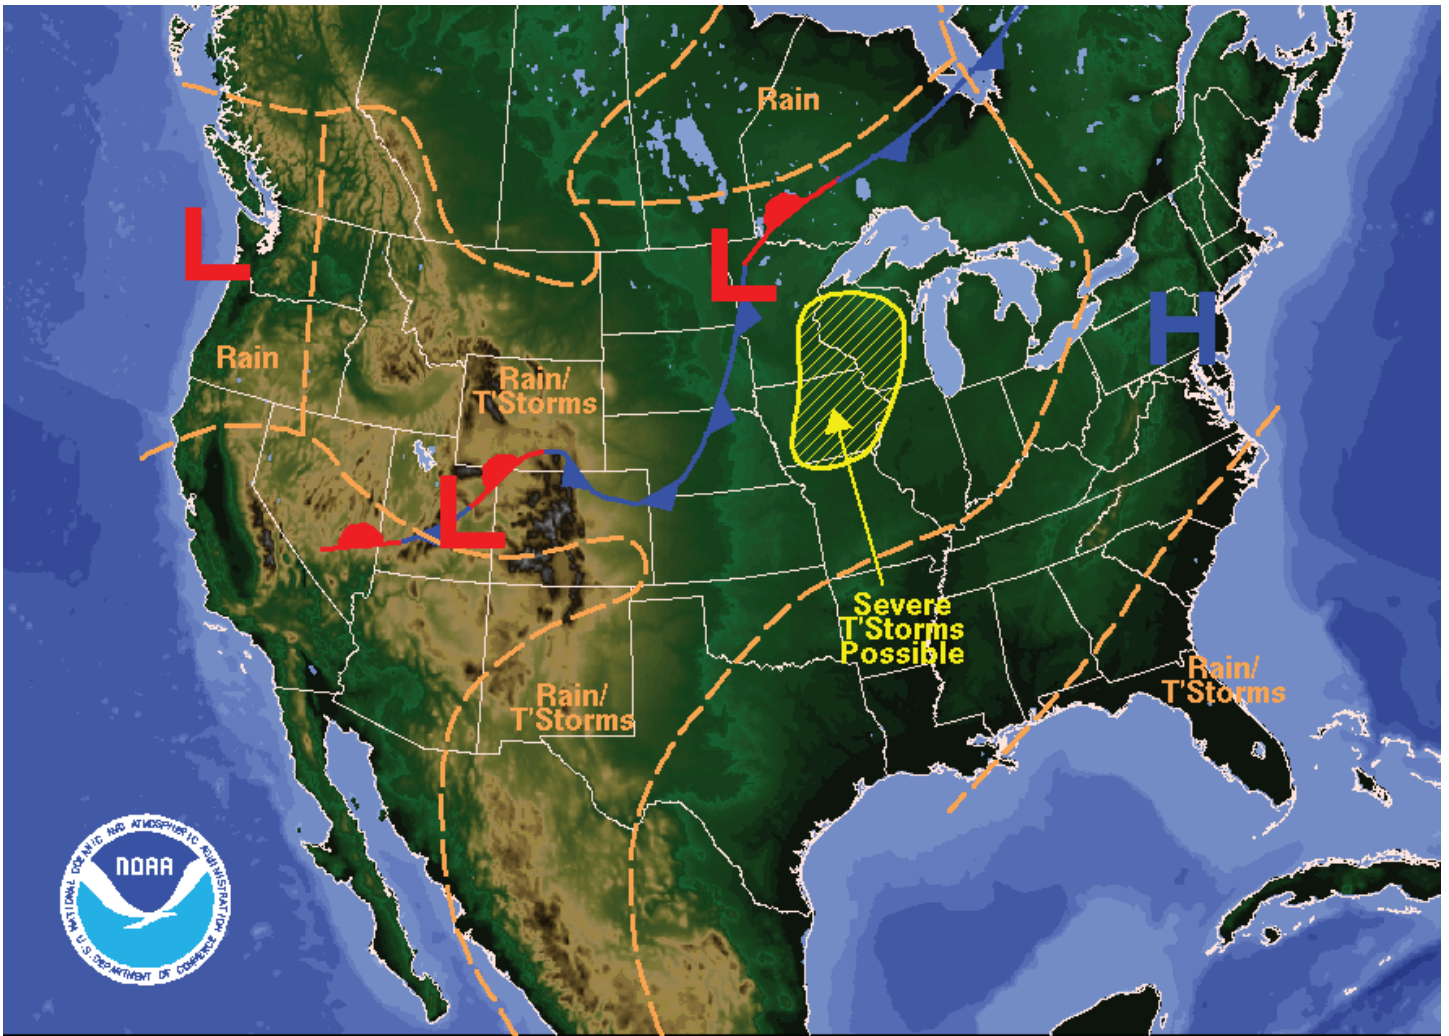 Rain
L
L
H
Rain
Rain/
T'Storms
L
Severe
T'Storms
Possible
Rain/
T'Storms
Rain/
T'Storms
NATIONAL OCEANIC AND ATMOSPHERIC ADMINISTRATION
NOAA
U.S. DEPARTMENT OF COMMERCE